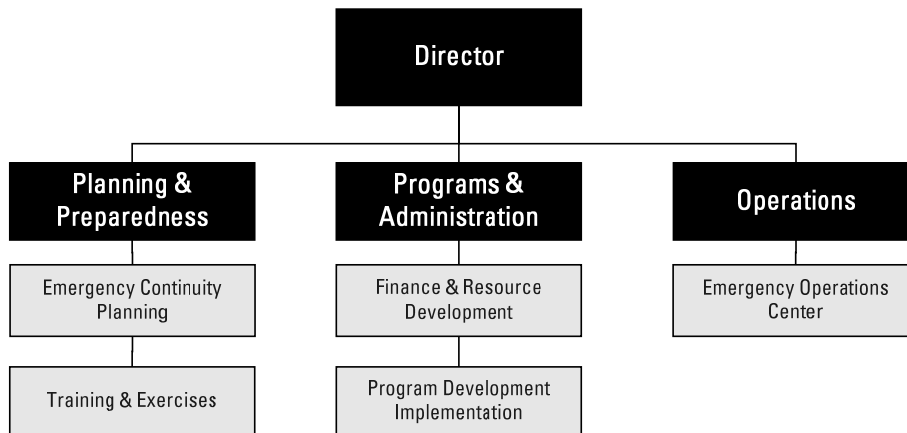 Director
Planning &
Preparedness
Programs &
Administration
Operations
Emergency Continuity
Planning
Finance & Resource
Development
Emergency Operations
Center
Training & Exercises
Program Development
Implementation